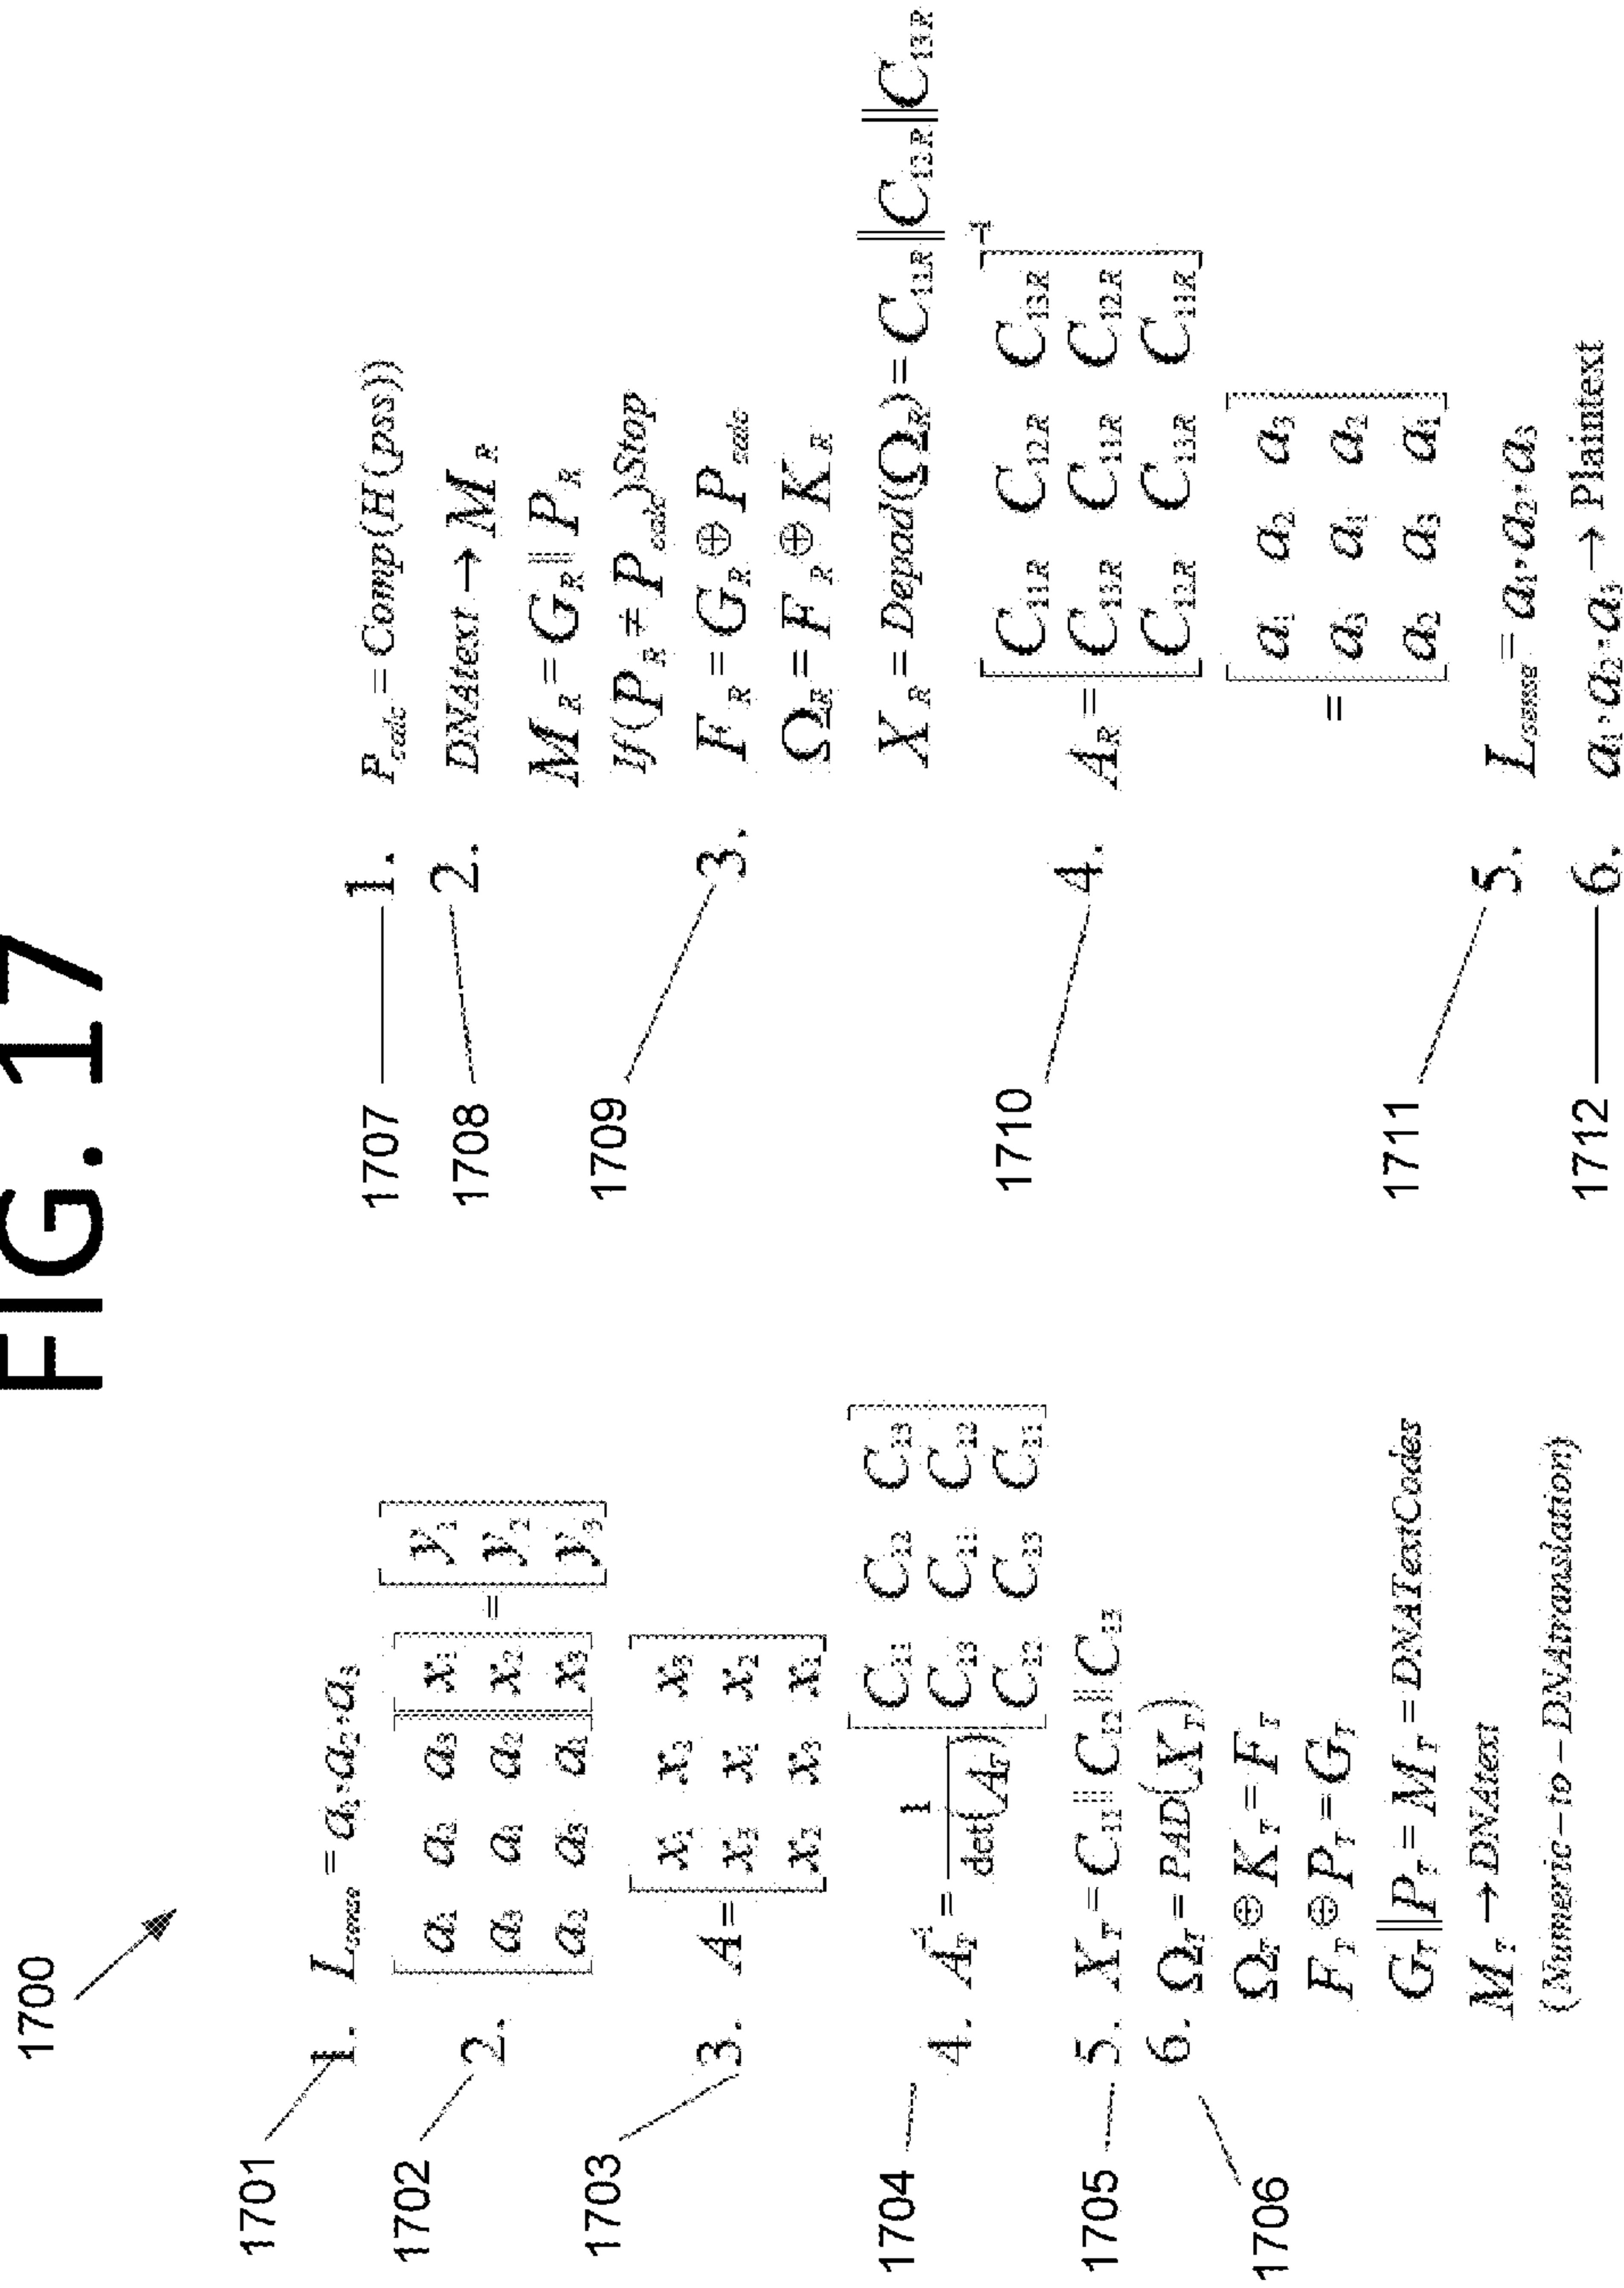 FIG. 17
1700
1701 1. L_sense = a₁, a₂, a₃
1702 2. [a₁ a₂ a₃] [x₁] = [y₁]
[a₃ a₁ a₂] [x₂] [y₂]
[a₂ a₃ a₁] [x₃] [y₃]
1703 3. A = [x₁ x₂ x₃]
[x₃ x₁ x₂]
[x₂ x₃ x₁]
1704 4. A_T⁻¹ = 1 / det(A_T) [C₁₁ C₁₂ C₁₃]
[C₁₃ C₁₁ C₁₂]
[C₁₂ C₁₃ C₁₁]
1705 5. X_T = C₁₁ || C₁₂ || C₁₃
1706 6. Ω_T = PAD(X_T)
Ω_T ⊕ K_T = F_T
F_T ⊕ P_T = G_T
G_T || P_T = M_T = DNATextCodes
M_T → DNAtext
(Numeric-to-DNAtranslation)
1707 1. P_calc = Comp(H(pss))
1708 2. DNAtext → M_R
M_R = G_R || P_R
If(P_R ≠ P_calc)Stop
1709 3. F_R = G_R ⊕ P_calc
Ω_R = F_R ⊕ K_R
X_R = Depad(Ω_R) = C₁₁R || C₁₂R || C₁₃R
1710 4. A_R = [C₁₁R C₁₂R C₁₃R]⁻¹
[C₁₃R C₁₁R C₁₂R]
[C₁₂R C₁₃R C₁₁R]
= [a₁ a₂ a₃]
[a₃ a₁ a₂]
[a₂ a₃ a₁]
1711 5. L_sense = a₁, a₂, a₃
1712 6. a₁, a₂, a₃ → Plaintext